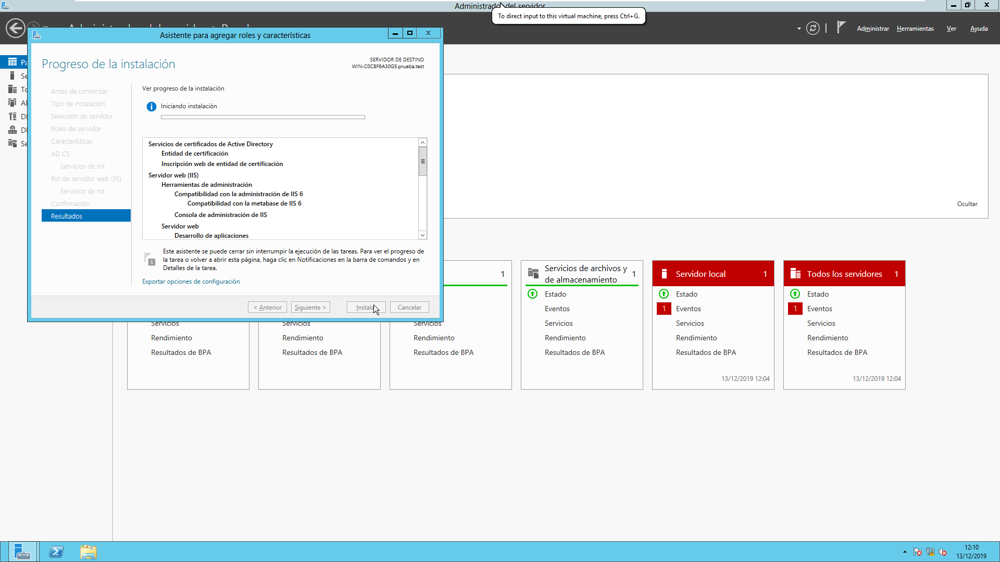 Administrador del servidor
To direct input to this virtual machine, press Ctrl+G.
Administrar
Herramientas
Ver
Ayuda
Asistente para agregar roles y características
Progreso de la instalación
SERVIDOR DE DESTINO
WIN-C0CBF6A30G5.prueba.test
Antes de comenzar
Tipo de instalación
Selección de servidor
Roles de servidor
Características
AD CS
Servicios de rol
Rol de servidor web (IIS)
Servicios de rol
Confirmación
Resultados
Ver progreso de la instalación
Iniciando instalación
Servicios de certificados de Active Directory
Entidad de certificación
Inscripción web de entidad de certificación
Servidor web (IIS)
Herramientas de administración
Compatibilidad con la administración de IIS 6
Compatibilidad con la metabase de IIS 6
Consola de administración de IIS
Servidor web
Desarrollo de aplicaciones
1
Este asistente se puede cerrar sin interrumpir la ejecución de las tareas. Para ver el progreso de
la tarea o volver a abrir esta página, haga clic en Notificaciones en la barra de comandos y en
Detalles de la tarea.
Exportar opciones de configuración
< Anterior
Siguiente >
Cancelar
Ocultar
Servicios
Rendimiento
Resultados de BPA
Servicios
Rendimiento
Resultados de BPA
1
Servicios
Rendimiento
Resultados de BPA
Servicios de archivos y
de almacenamiento
1
Estado
Eventos
Servicios
Rendimiento
Resultados de BPA
Servidor local
1
Estado
1
Eventos
Servicios
Rendimiento
Resultados de BPA
13/12/2019 12:04
Todos los servidores
1
Estado
1
Eventos
Servicios
Rendimiento
Resultados de BPA
13/12/2019 12:04
12:10
13/12/2019